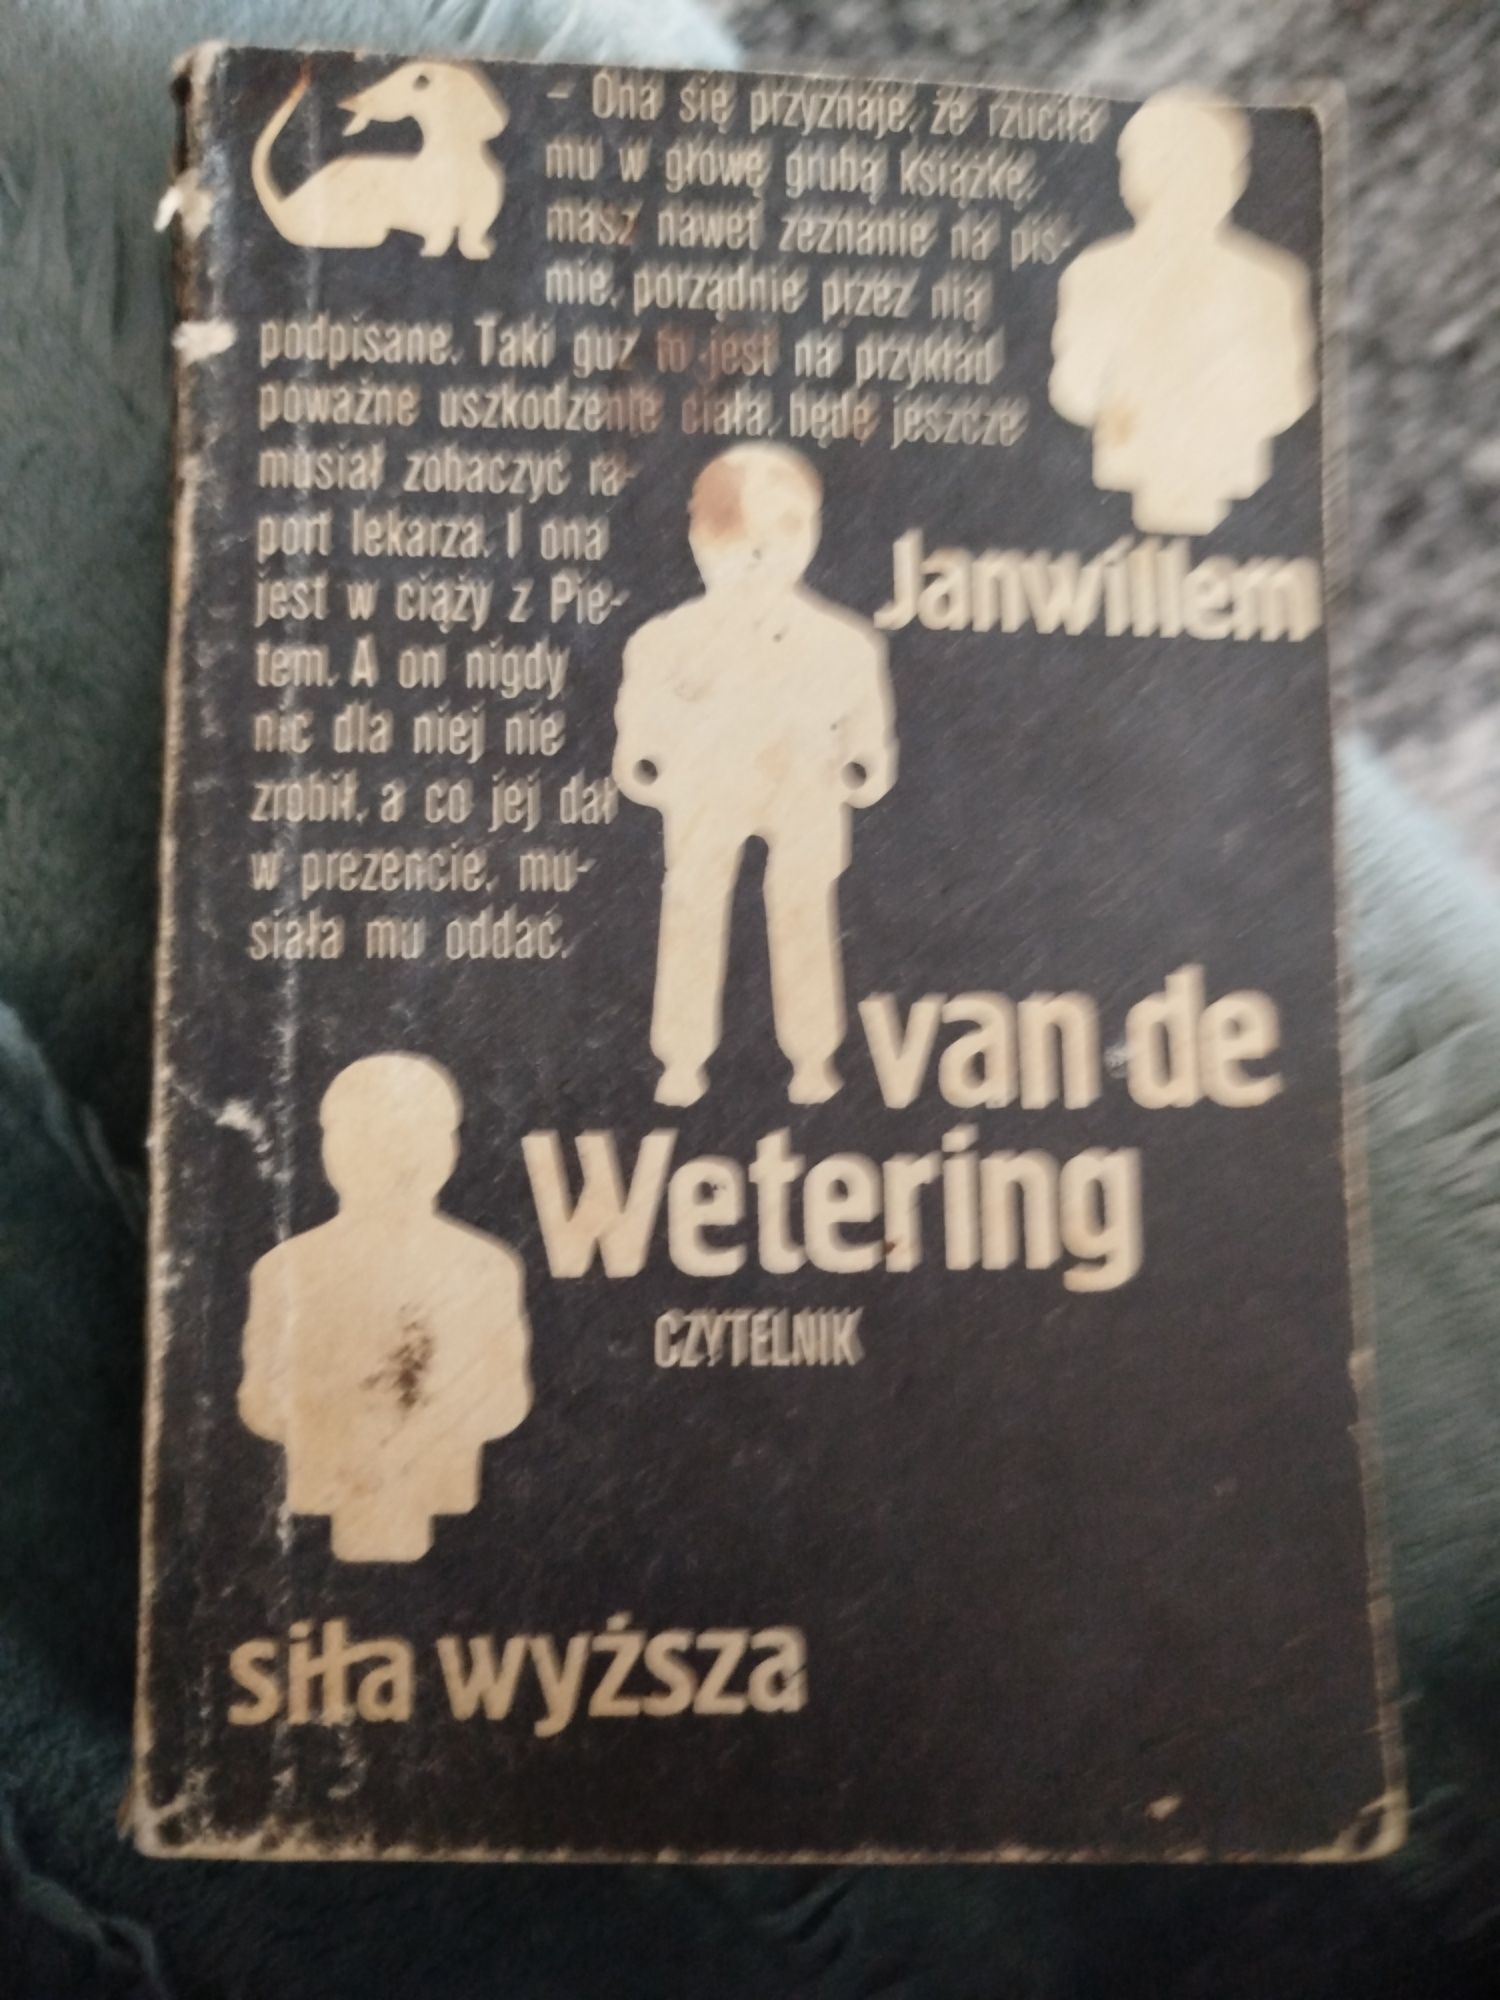 - Ona się przyznaje, że rzuciła
mu w głowę grubą książkę,
masz nawet zeznanie na piś-
mie, porządnie przez nią
podpisane. Taki guz to jest na przykład
poważne uszkodzenie ciała, będę jeszcze
musiał zobaczyć ra-
port lekarza. I ona
jest w ciąży z Pie-
tem. A on nigdy
nic dla niej nie
zrobił, a co jej dał
w prezencie, mu-
siała mu oddać.
Janwillem
van de
Wetering
CZYTELNIK
siła wyższa